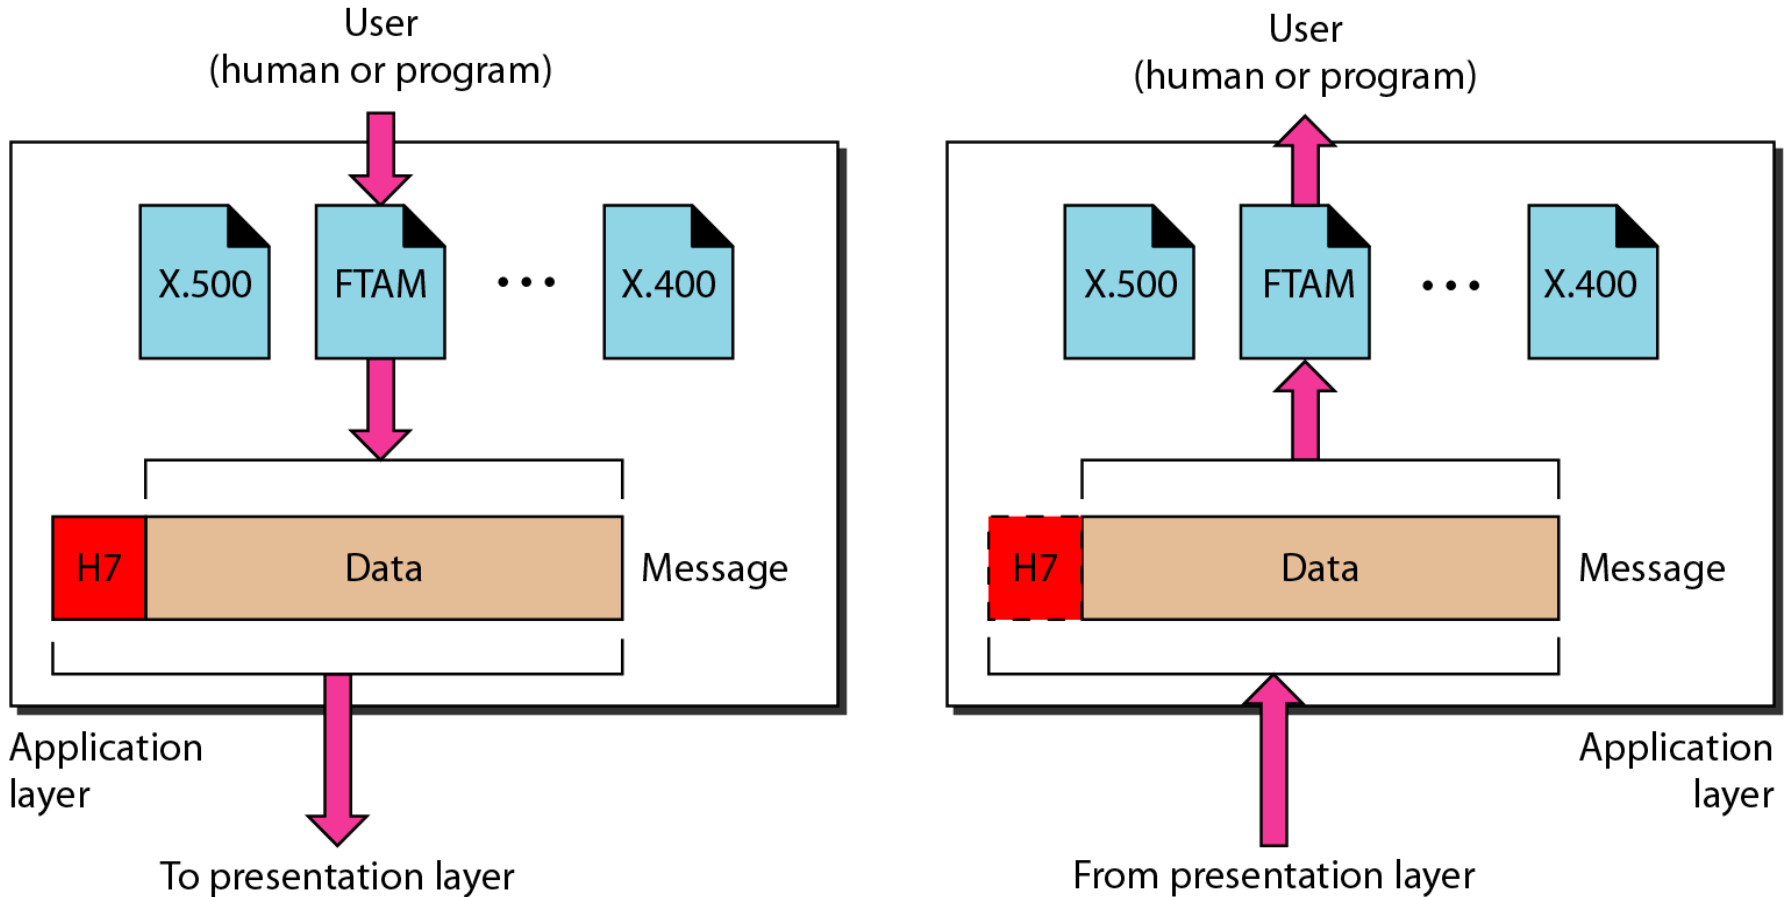 User
(human or program)
X.500
FTAM
...
X.400
H7
Data
Message
Application
layer
To presentation layer
User
(human or program)
X.500
FTAM
...
X.400
H7
Data
Message
Application
layer
From presentation layer